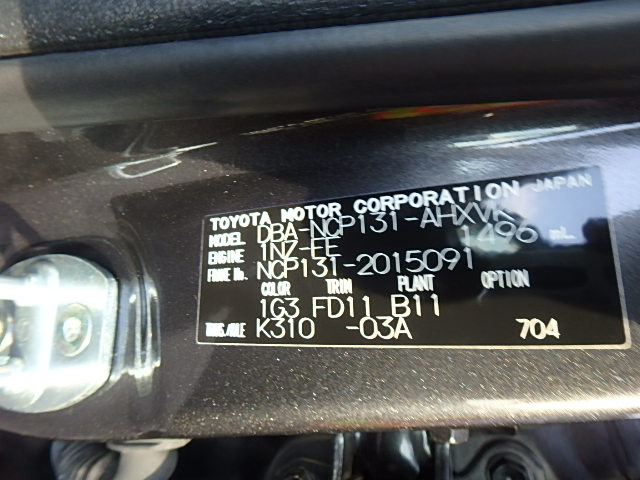 TOYOTA MOTOR CORPORATION JAPAN
MODEL DBA-NCP131-AHXVK
ENGINE 1NZ-FE 1496 mL
FRAME No. NCP131-2015091
COLOR TRIM PLANT OPTION
1G3 FD11 B11
TRANS./AXLE K310 -03A 704